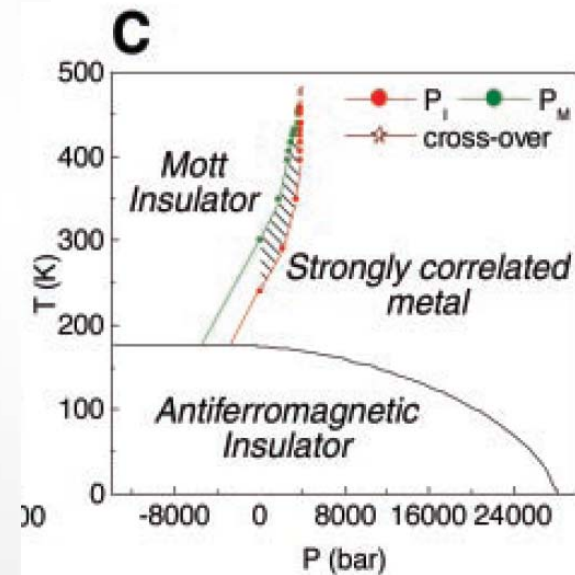 C
500
400
300
200
100
0
T (K)
P_I
P_M
cross-over
Mott
Insulator
Strongly correlated
metal
Antiferromagnetic
Insulator
00
-8000 0 8000 16000 24000
P (bar)